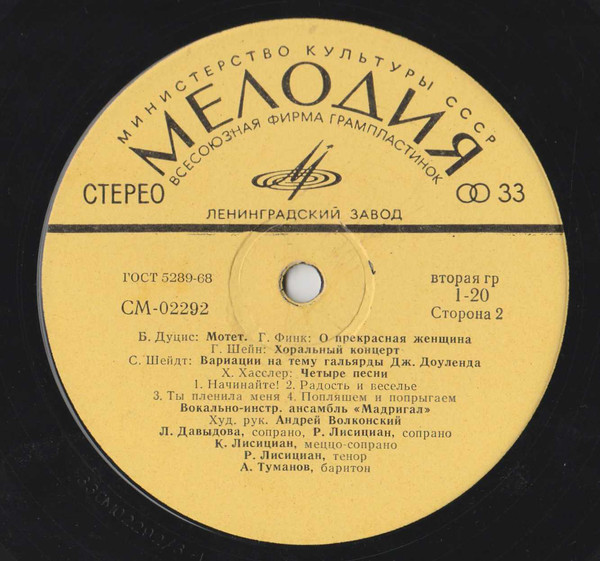 МИНИСТЕРСТВО КУЛЬТУРЫ СССР
МЕЛОДИЯ
ВСЕСОЮЗНАЯ ФИРМА ГРАМПЛАСТИНОК
СТЕРЕО
33
ЛЕНИНГРАДСКИЙ ЗАВОД
ГОСТ 5289-68
вторая гр
СМ-02292
1-20
Сторона 2
Б. Дуцис: Мотет. Г. Финк: О прекрасная женщина
Г. Шейн: Хоральный концерт
С. Шейдт: Вариации на тему гальярды Дж. Доуленда
Х. Хасслер: Четыре песни
1. Начинайте! 2. Радость и веселье
3. Ты пленила меня 4. Попляшем и попрыгаем
Вокально-инстр. ансамбль «Мадригал»
Худ. рук. Андрей Волконский
Л. Давыдова, сопрано, Р. Лисициан, сопрано
К. Лисициан, меццо-сопрано
Р. Лисициан, тенор
А. Туманов, баритон